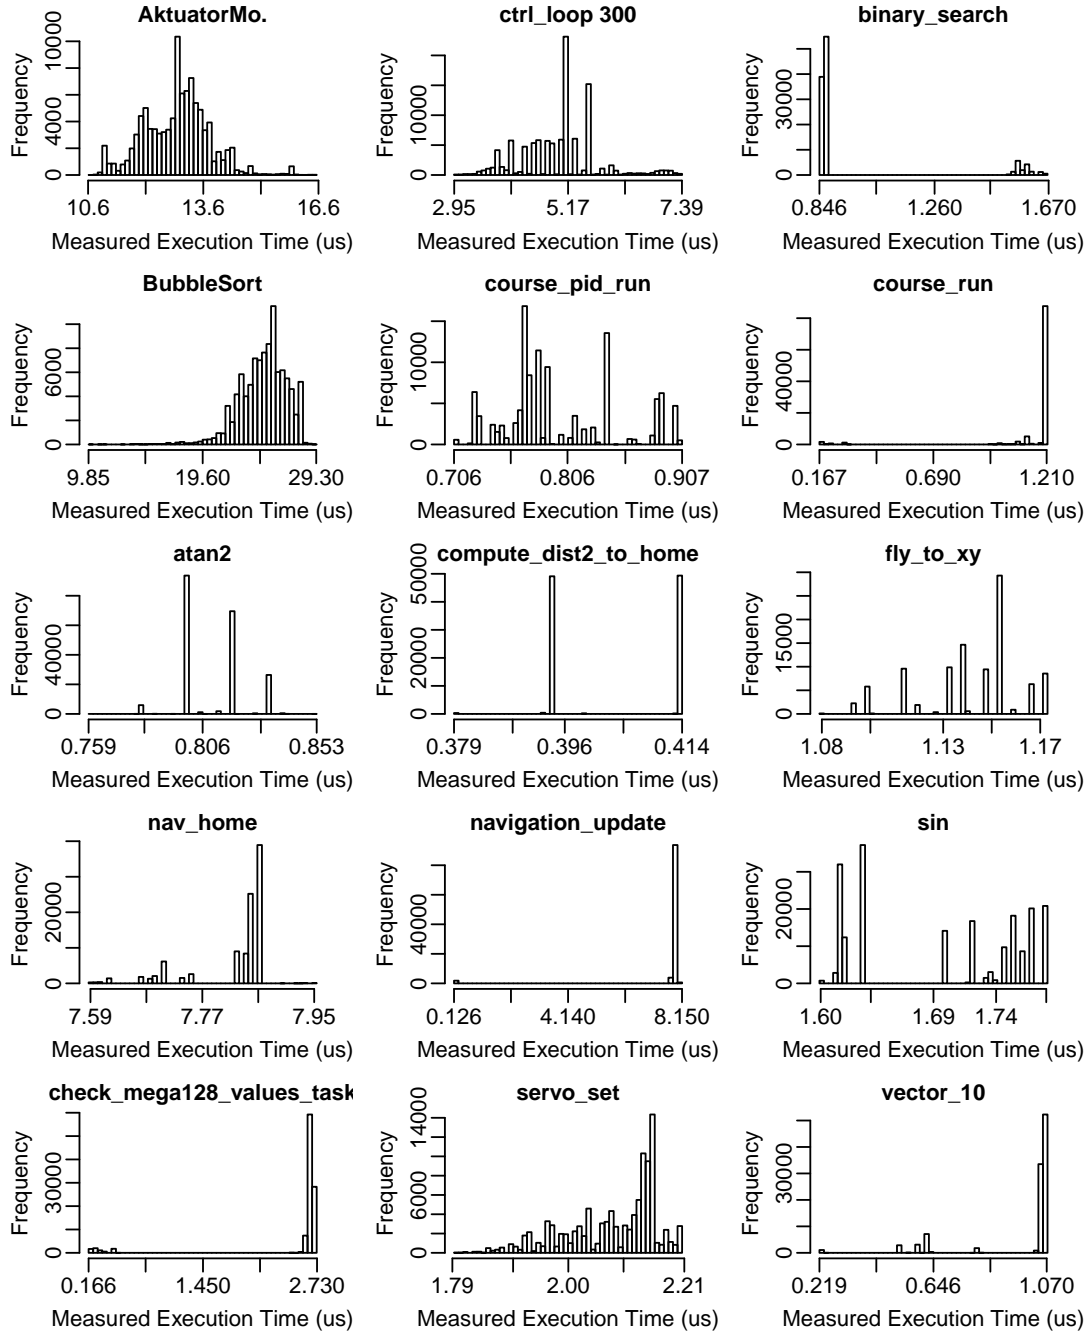 AktuatorMo.
Frequency
0 4000 10000
10.6 13.6 16.6
Measured Execution Time (us)
ctrl_loop 300
Frequency
0 10000
2.95 5.17 7.39
Measured Execution Time (us)
binary_search
Frequency
0 30000
0.846 1.260 1.670
Measured Execution Time (us)
BubbleSort
Frequency
0 6000
9.85 19.60 29.30
Measured Execution Time (us)
course_pid_run
Frequency
0 10000
0.706 0.806 0.907
Measured Execution Time (us)
course_run
Frequency
0 40000
0.167 0.690 1.210
Measured Execution Time (us)
atan2
Frequency
0 40000
0.759 0.806 0.853
Measured Execution Time (us)
compute_dist2_to_home
Frequency
0 20000 50000
0.379 0.396 0.414
Measured Execution Time (us)
fly_to_xy
Frequency
0 15000
1.08 1.13 1.17
Measured Execution Time (us)
nav_home
Frequency
0 20000
7.59 7.77 7.95
Measured Execution Time (us)
navigation_update
Frequency
0 40000
0.126 4.140 8.150
Measured Execution Time (us)
sin
Frequency
0 20000
1.60 1.69 1.74
Measured Execution Time (us)
check_mega128_values_task
Frequency
0 30000
0.166 1.450 2.730
Measured Execution Time (us)
servo_set
Frequency
0 6000 14000
1.79 2.00 2.21
Measured Execution Time (us)
vector_10
Frequency
0 30000
0.219 0.646 1.070
Measured Execution Time (us)